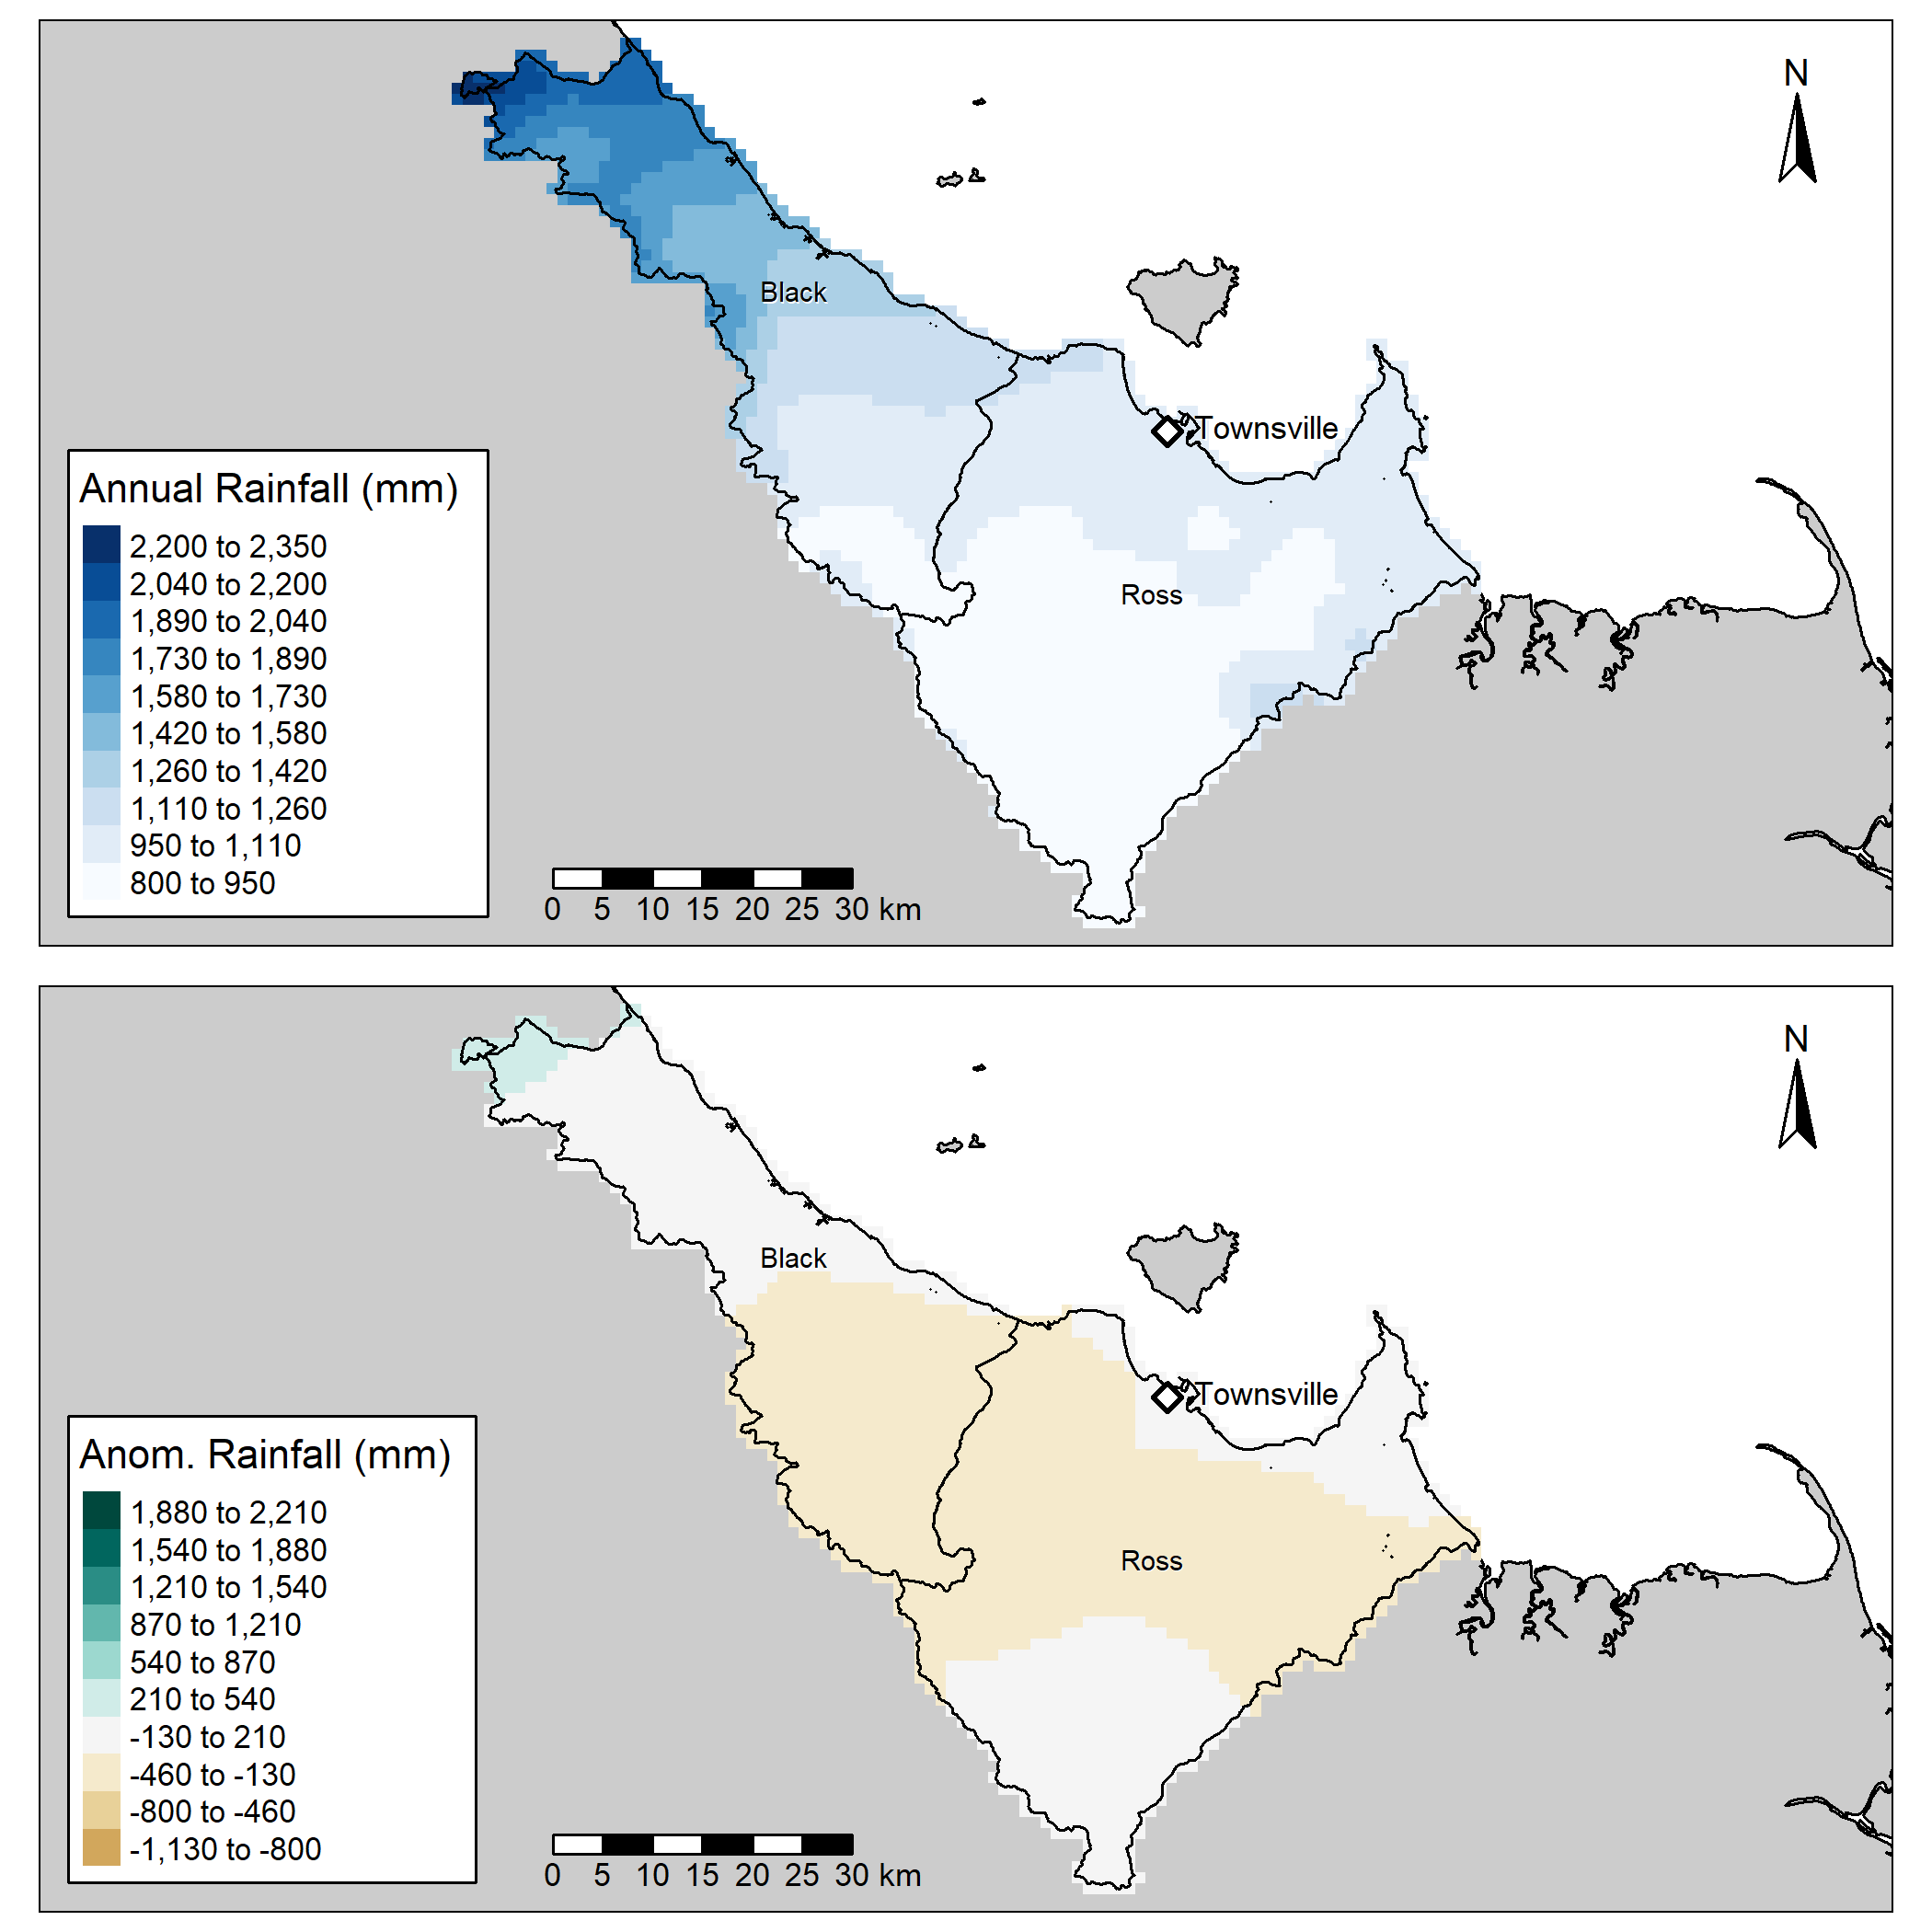 N
Black
Townsville
Annual Rainfall (mm)
2,200 to 2,350
2,040 to 2,200
1,890 to 2,040
1,730 to 1,890
1,580 to 1,730
1,420 to 1,580
1,260 to 1,420
1,110 to 1,260
950 to 1,110
800 to 950
Ross
0 5 10 15 20 25 30 km
N
Black
Townsville
Anom. Rainfall (mm)
1,880 to 2,210
1,540 to 1,880
1,210 to 1,540
870 to 1,210
540 to 870
210 to 540
-130 to 210
-460 to -130
-800 to -460
-1,130 to -800
Ross
0 5 10 15 20 25 30 km